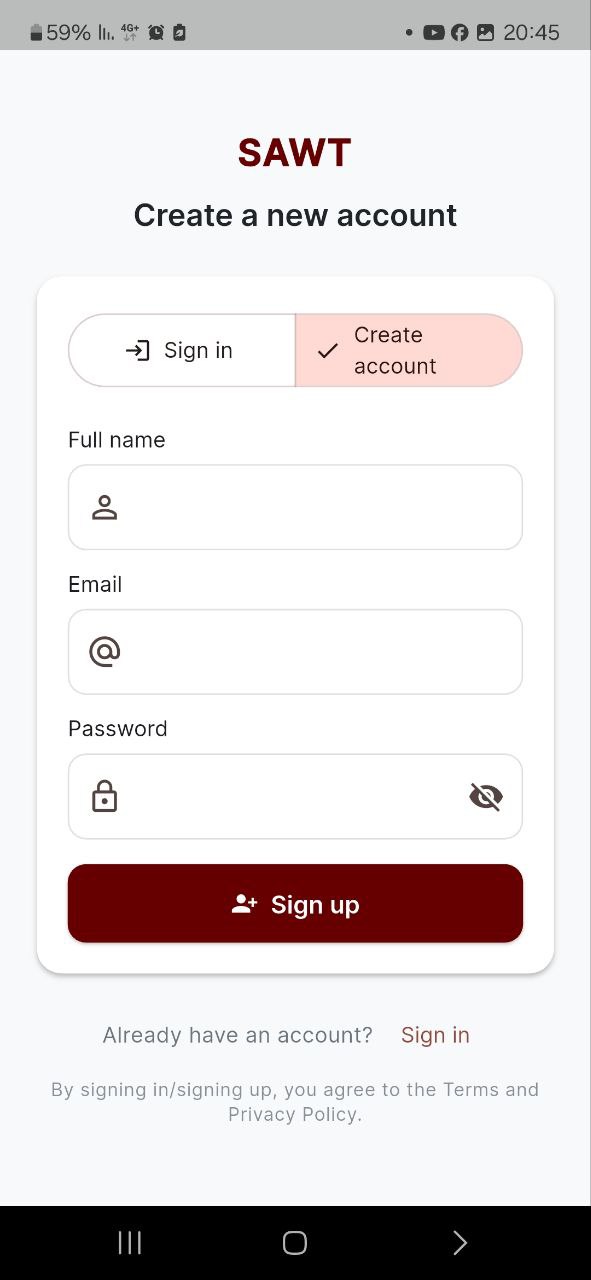 59% 4G+ 20:45
SAWT
Create a new account
Sign in
Create
account
Full name
Email
Password
Sign up
Already have an account? Sign in
By signing in/signing up, you agree to the Terms and
Privacy Policy.